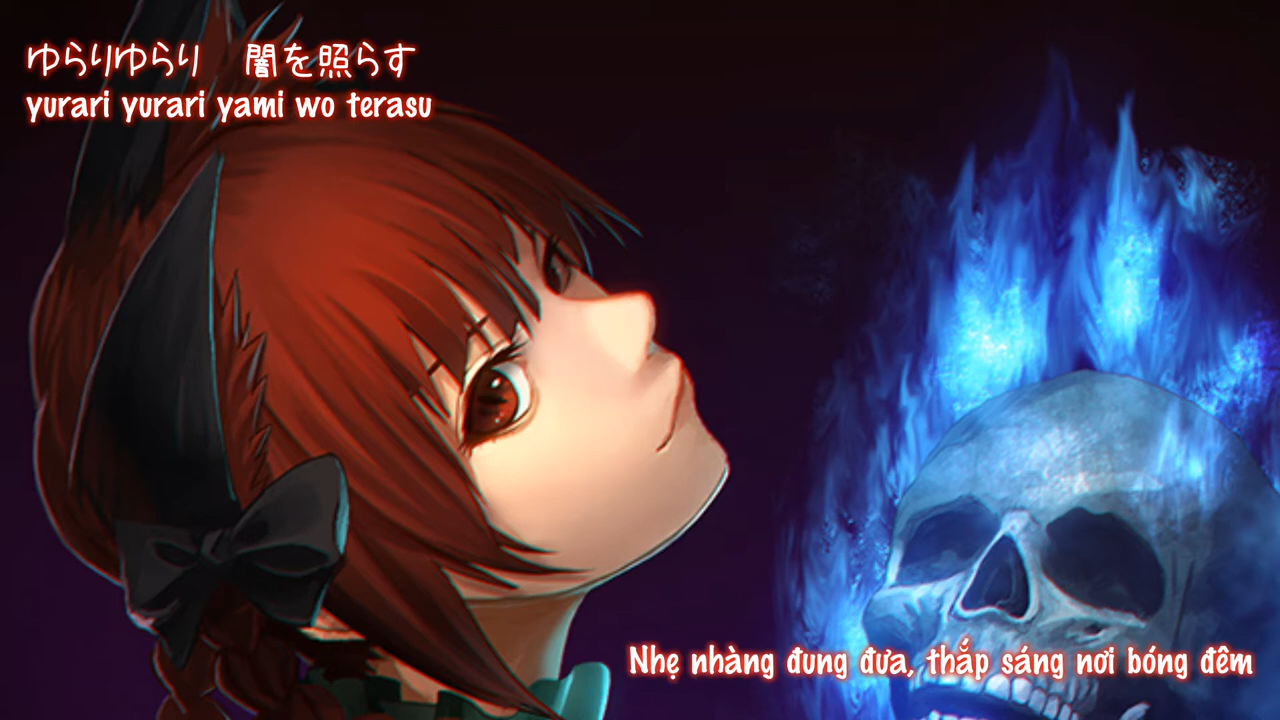 ゆらりゆらり　闇を照らす
yurari yurari yami wo terasu
Nhẹ nhàng đung đưa, thắp sáng nơi bóng đêm